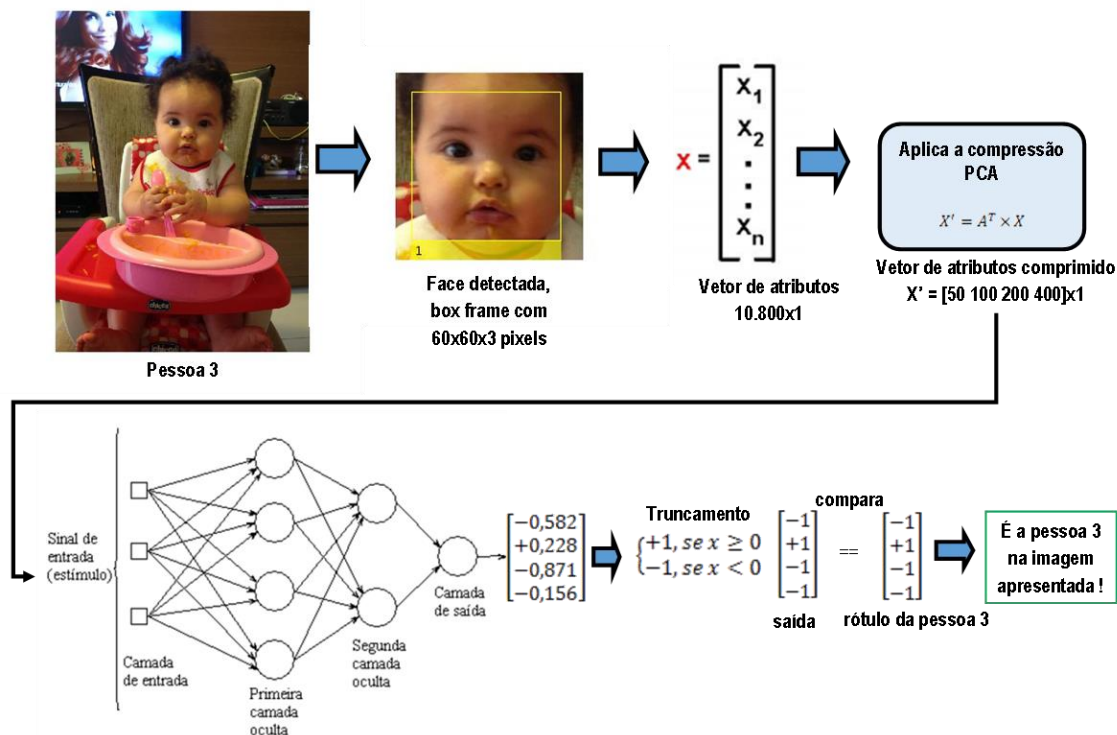 Pessoa 3
1
Face detectada,
box frame com
60x60x3 pixels
X =
X1
X2
.
.
.
Xn
Vetor de atributos
10.800x1
Aplica a compressão
PCA
X' = A^T × X
Vetor de atributos comprimido
X' = [50 100 200 400]x1
Sinal de
entrada
(estímulo)
Camada
de entrada
Primeira
camada
oculta
Segunda
camada
oculta
Camada
de saída
−0,582
+0,228
−0,871
−0,156
Truncamento
{+1, se x ≥ 0
−1, se x < 0
−1
+1
−1
−1
saída
compara
==
−1
+1
−1
−1
rótulo da pessoa 3
É a pessoa 3
na imagem
apresentada !